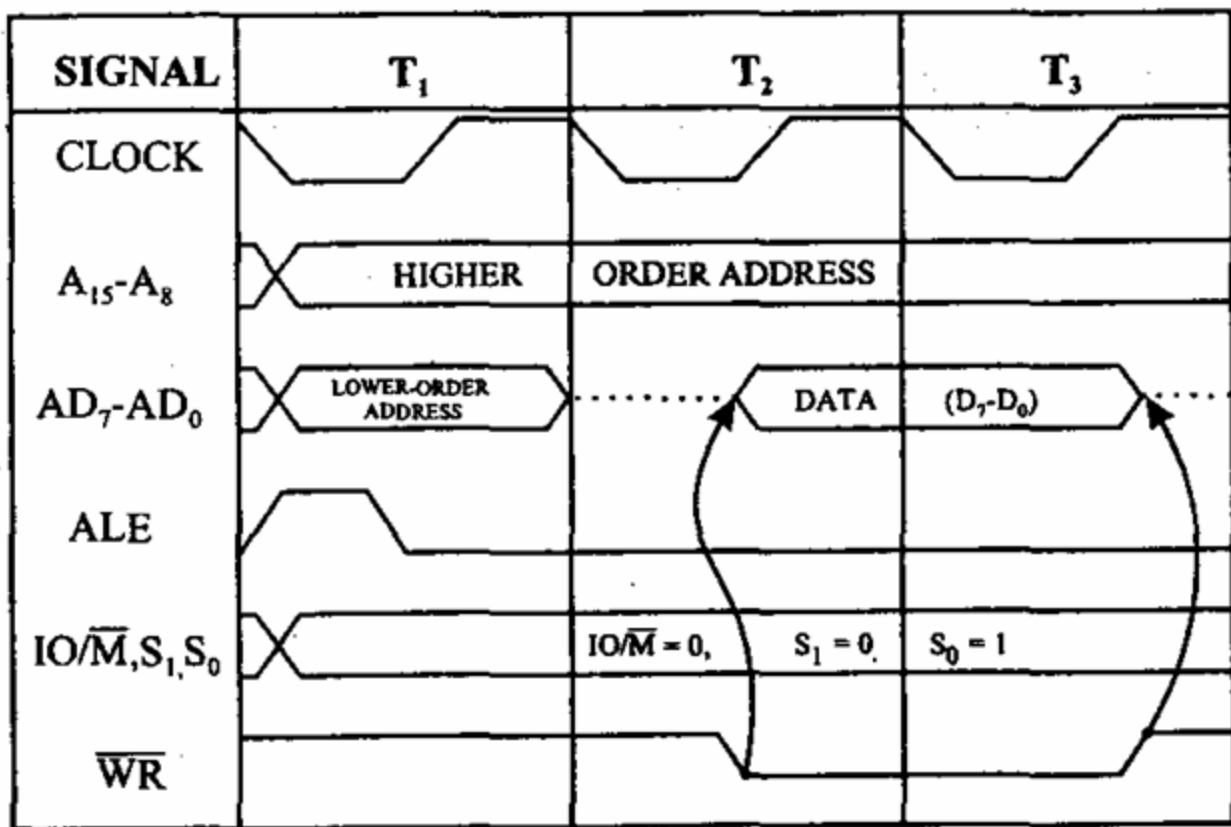 SIGNAL T₁ T₂ T₃
CLOCK
A₁₅-A₈ HIGHER ORDER ADDRESS
AD₇-AD₀ LOWER-ORDER ADDRESS DATA (D₇-D₀)
ALE
IO/M̅,S₁,S₀ IO/M̅ = 0, S₁ = 0, S₀ = 1
W̅R̅